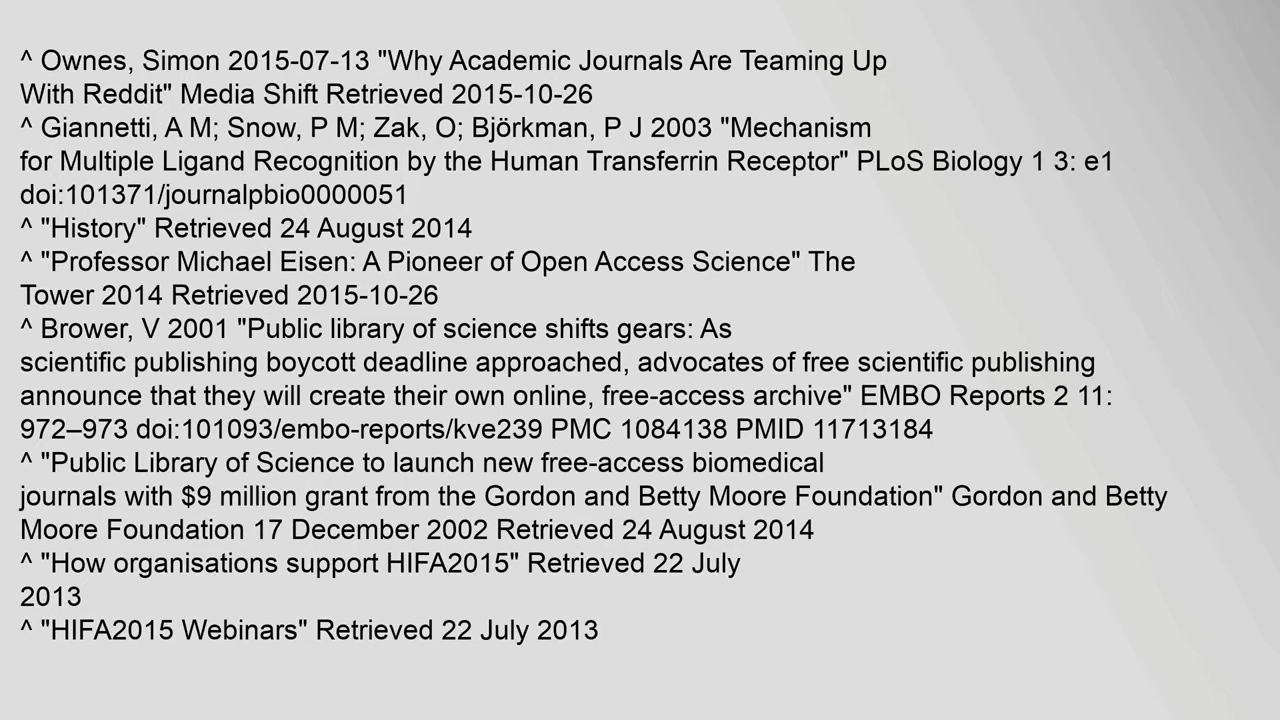 ^ Ownes, Simon 2015-07-13 "Why Academic Journals Are Teaming Up
With Reddit" Media Shift Retrieved 2015-10-26
^ Giannetti, A M; Snow, P M; Zak, O; Björkman, P J 2003 "Mechanism
for Multiple Ligand Recognition by the Human Transferrin Receptor" PLoS Biology 1 3: e1
doi:101371/journalpbio0000051
^ "History" Retrieved 24 August 2014
^ "Professor Michael Eisen: A Pioneer of Open Access Science" The
Tower 2014 Retrieved 2015-10-26
^ Brower, V 2001 "Public library of science shifts gears: As
scientific publishing boycott deadline approached, advocates of free scientific publishing
announce that they will create their own online, free-access archive" EMBO Reports 2 11:
972–973 doi:101093/embo-reports/kve239 PMC 1084138 PMID 11713184
^ "Public Library of Science to launch new free-access biomedical
journals with $9 million grant from the Gordon and Betty Moore Foundation" Gordon and Betty
Moore Foundation 17 December 2002 Retrieved 24 August 2014
^ "How organisations support HIFA2015" Retrieved 22 July
2013
^ "HIFA2015 Webinars" Retrieved 22 July 2013